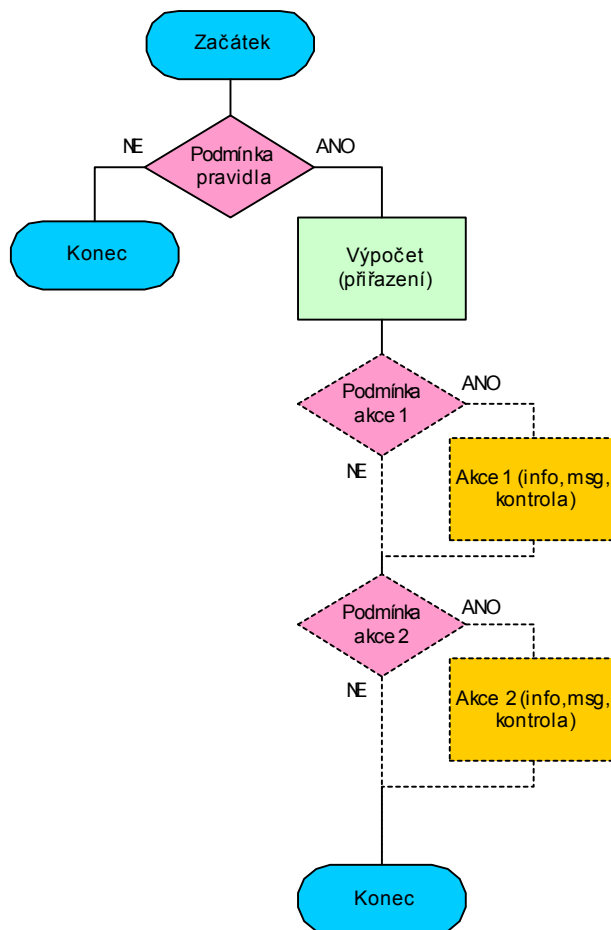 Začátek
NE
ANO
Podmínka
pravidla
Konec
Výpočet
(přiřazení)
Podmínka
akce 1
ANO
NE
Akce 1 (info, msg,
kontrola)
Podmínka
akce 2
ANO
NE
Akce 2 (info, msg,
kontrola)
Konec